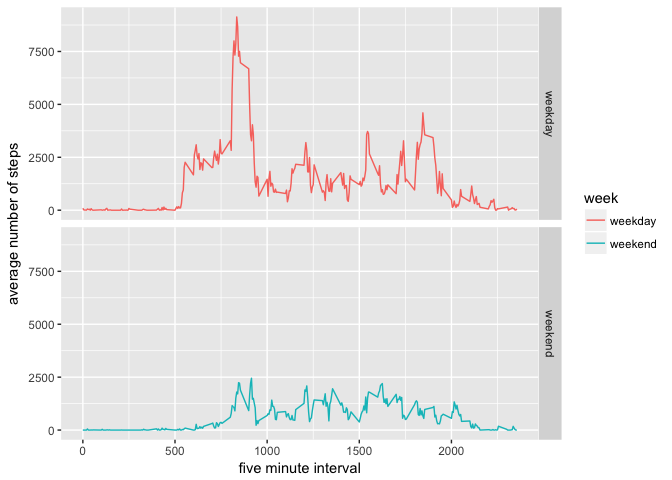 7500
5000
2500
0
weekday
7500
5000
2500
0
weekend
0
500
1000
1500
2000
five minute interval
average number of steps
week
weekday
weekend